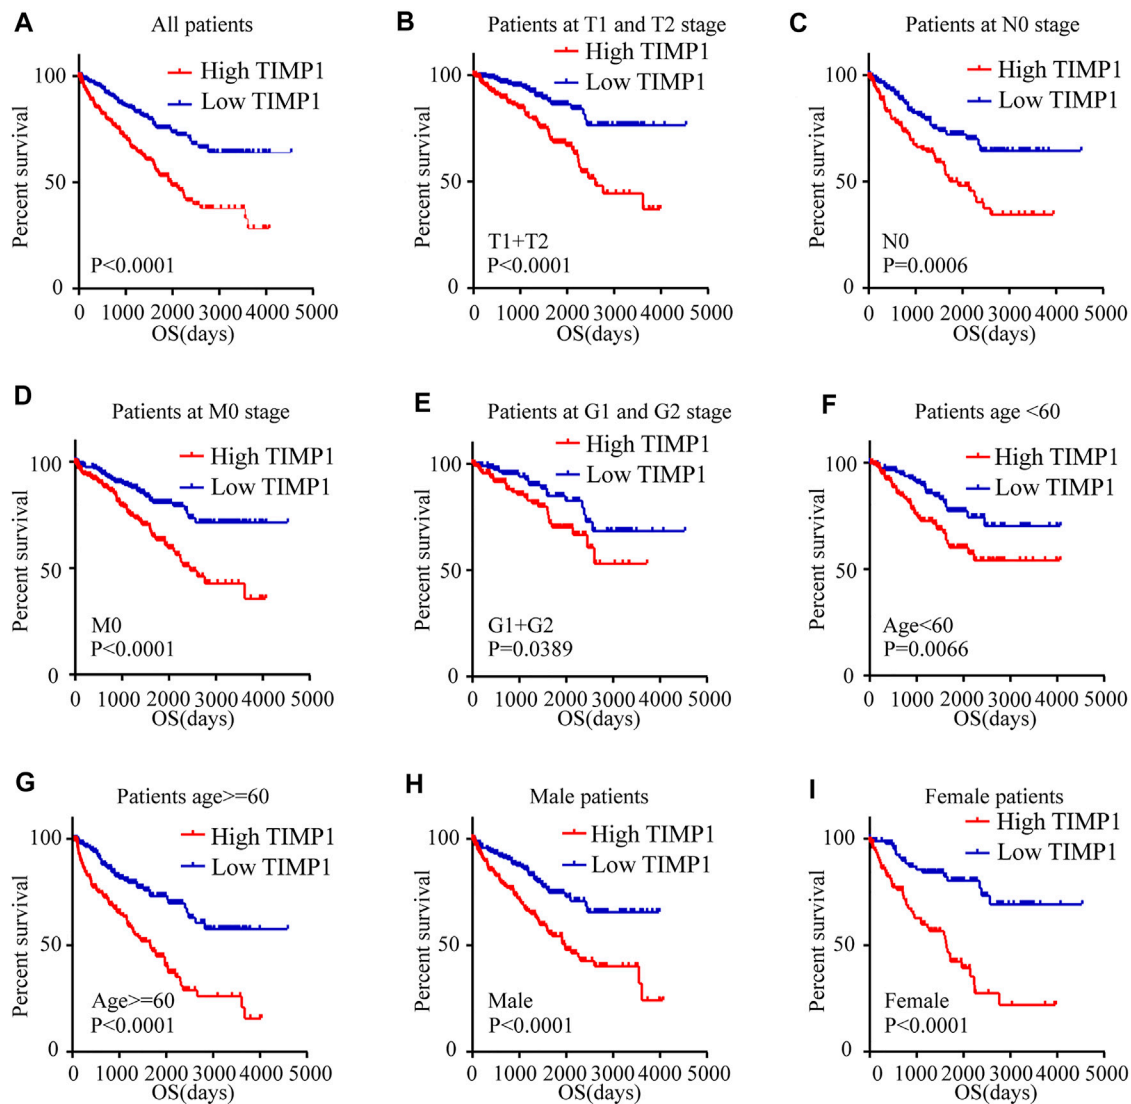 A
All patients
100
50
0
Percent survival
High TIMP1
Low TIMP1
P<0.0001
0 1000 2000 3000 4000 5000
OS(days)
B
Patients at T1 and T2 stage
100
50
0
Percent survival
High TIMP1
Low TIMP1
T1+T2
P<0.0001
0 1000 2000 3000 4000 5000
OS(days)
C
Patients at N0 stage
100
50
0
Percent survival
High TIMP1
Low TIMP1
N0
P=0.0006
0 1000 2000 3000 4000 5000
OS(days)
D
Patients at M0 stage
100
50
0
Percent survival
High TIMP1
Low TIMP1
M0
P<0.0001
0 1000 2000 3000 4000 5000
OS(days)
E
Patients at G1 and G2 stage
100
50
0
Percent survival
High TIMP1
Low TIMP1
G1+G2
P=0.0389
0 1000 2000 3000 4000 5000
OS(days)
F
Patients age <60
100
50
0
Percent survival
High TIMP1
Low TIMP1
Age<60
P=0.0066
0 1000 2000 3000 4000 5000
OS(days)
G
Patients age>=60
100
50
0
Percent survival
High TIMP1
Low TIMP1
Age>=60
P<0.0001
0 1000 2000 3000 4000 5000
OS(days)
H
Male patients
100
50
0
Percent survival
High TIMP1
Low TIMP1
Male
P<0.0001
0 1000 2000 3000 4000 5000
OS(days)
I
Female patients
100
50
0
Percent survival
High TIMP1
Low TIMP1
Female
P<0.0001
0 1000 2000 3000 4000 5000
OS(days)